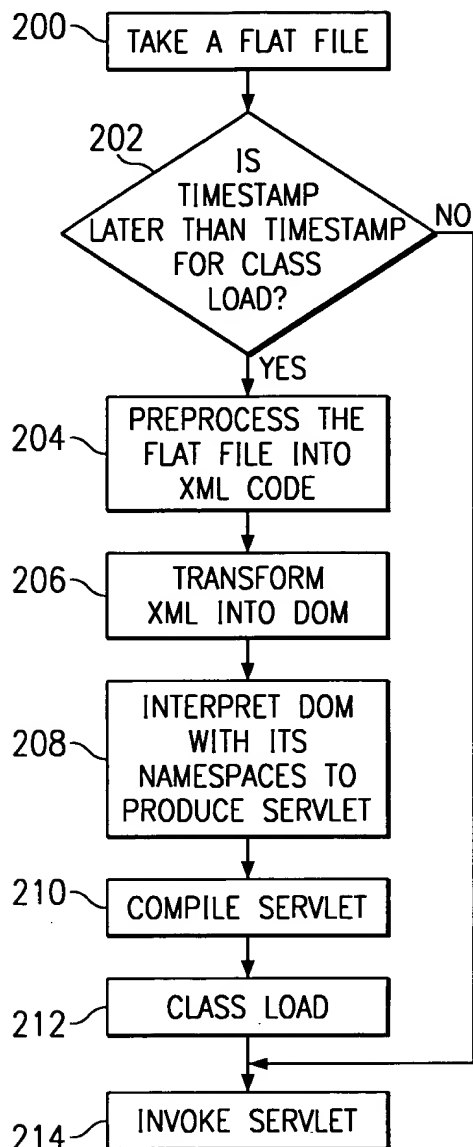 200
TAKE A FLAT FILE
202
IS
TIMESTAMP
LATER THAN TIMESTAMP
FOR CLASS
LOAD?
NO
YES
204
PREPROCESS THE
FLAT FILE INTO
XML CODE
206
TRANSFORM
XML INTO DOM
208
INTERPRET DOM
WITH ITS
NAMESPACES TO
PRODUCE SERVLET
210
COMPILE SERVLET
212
CLASS LOAD
214
INVOKE SERVLET